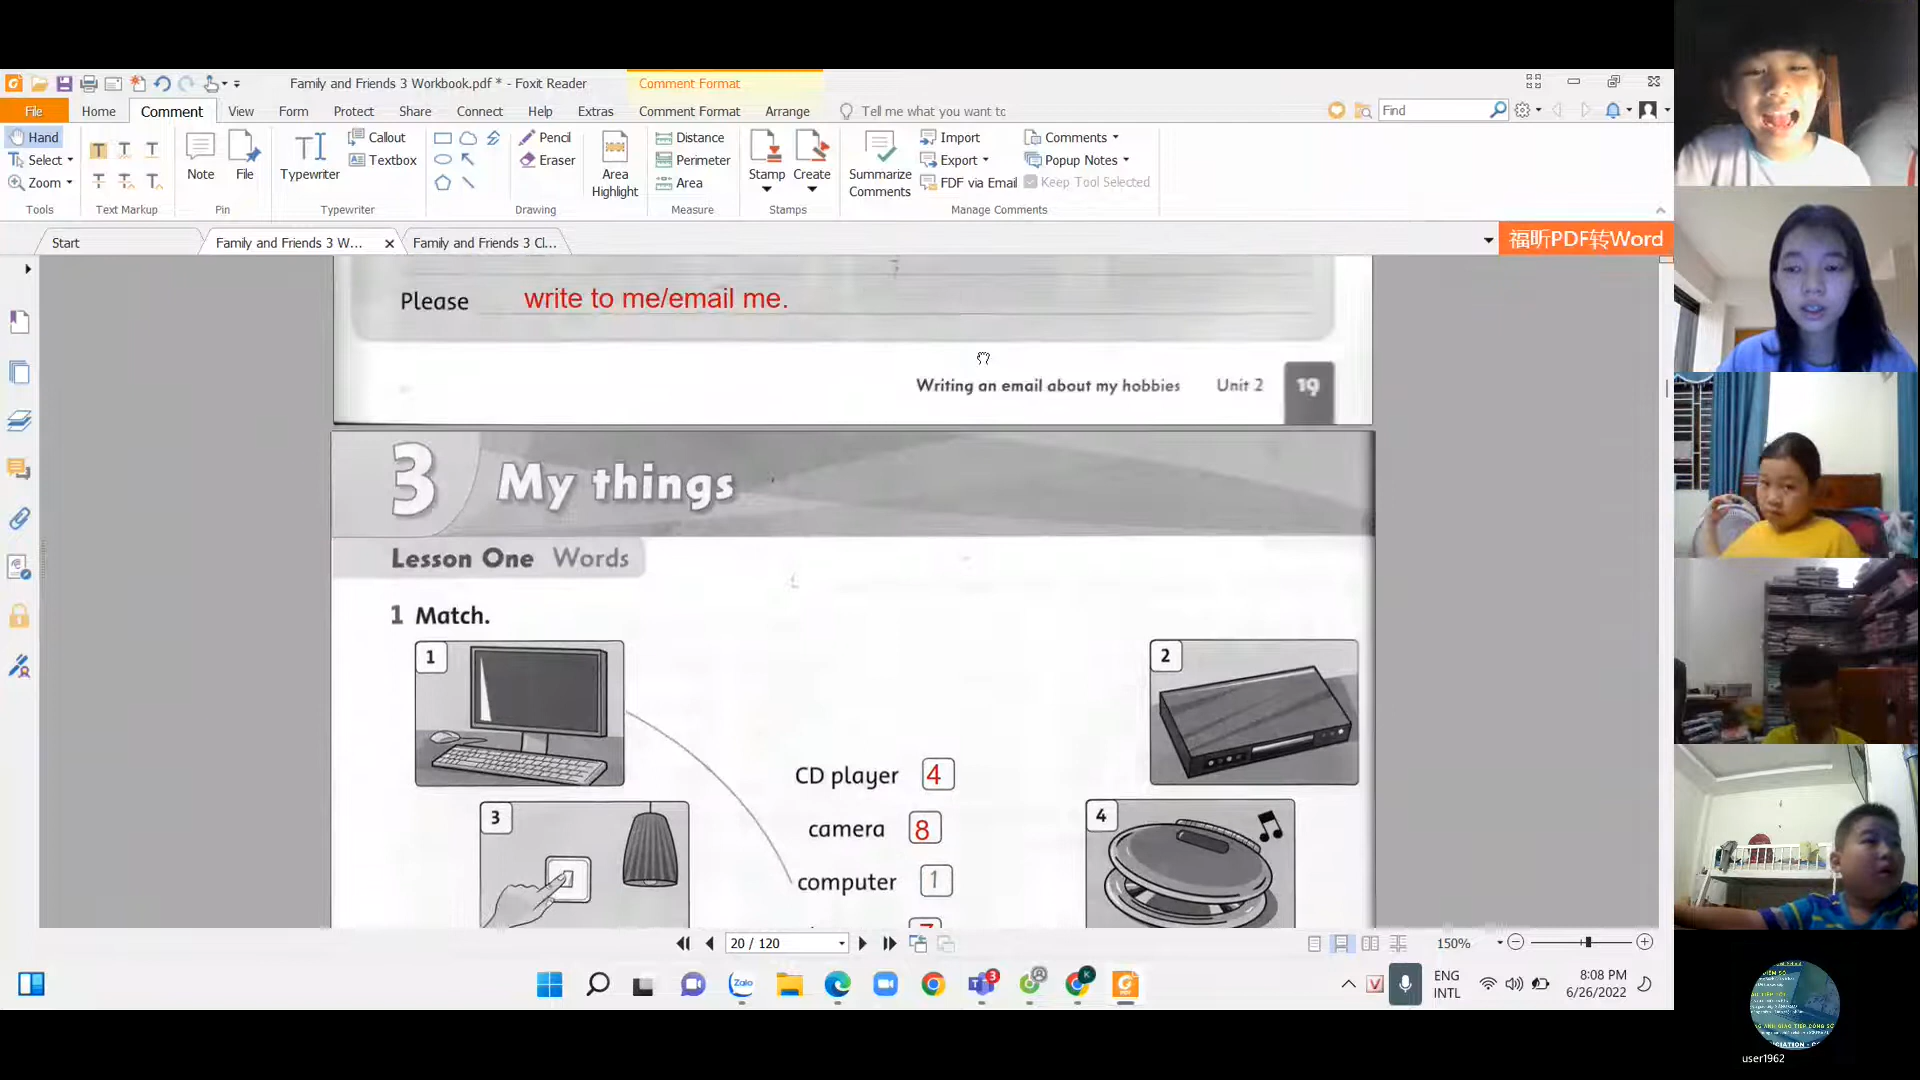 Family and Friends 3 Workbook.pdf * - Foxit Reader
Comment Format
File
Home
Comment
View
Form
Protect
Share
Connect
Help
Extras
Comment Format
Arrange
Tell me what you want to
Find
Hand
Select
Zoom
Tools
Text Markup
Note
File
Pin
Typewriter
Callout
Textbox
Typewriter
Pencil
Eraser
Drawing
Area
Highlight
Distance
Perimeter
Area
Measure
Stamp
Create
Stamps
Summarize
Comments
Import
Export
FDF via Email
Comments
Popup Notes
Keep Tool Selected
Manage Comments
Start
Family and Friends 3 W...
Family and Friends 3 Cl...
福昕PDF转Word
Please write to me/email me.
Writing an email about my hobbies Unit 2 19
3 My things
Lesson One Words
1 Match.
1
2
CD player 4
camera 8
computer 1
3
4
20 / 120
150%
ENG
INTL
8:08 PM
6/26/2022
Zalo
3
K
V
user1962